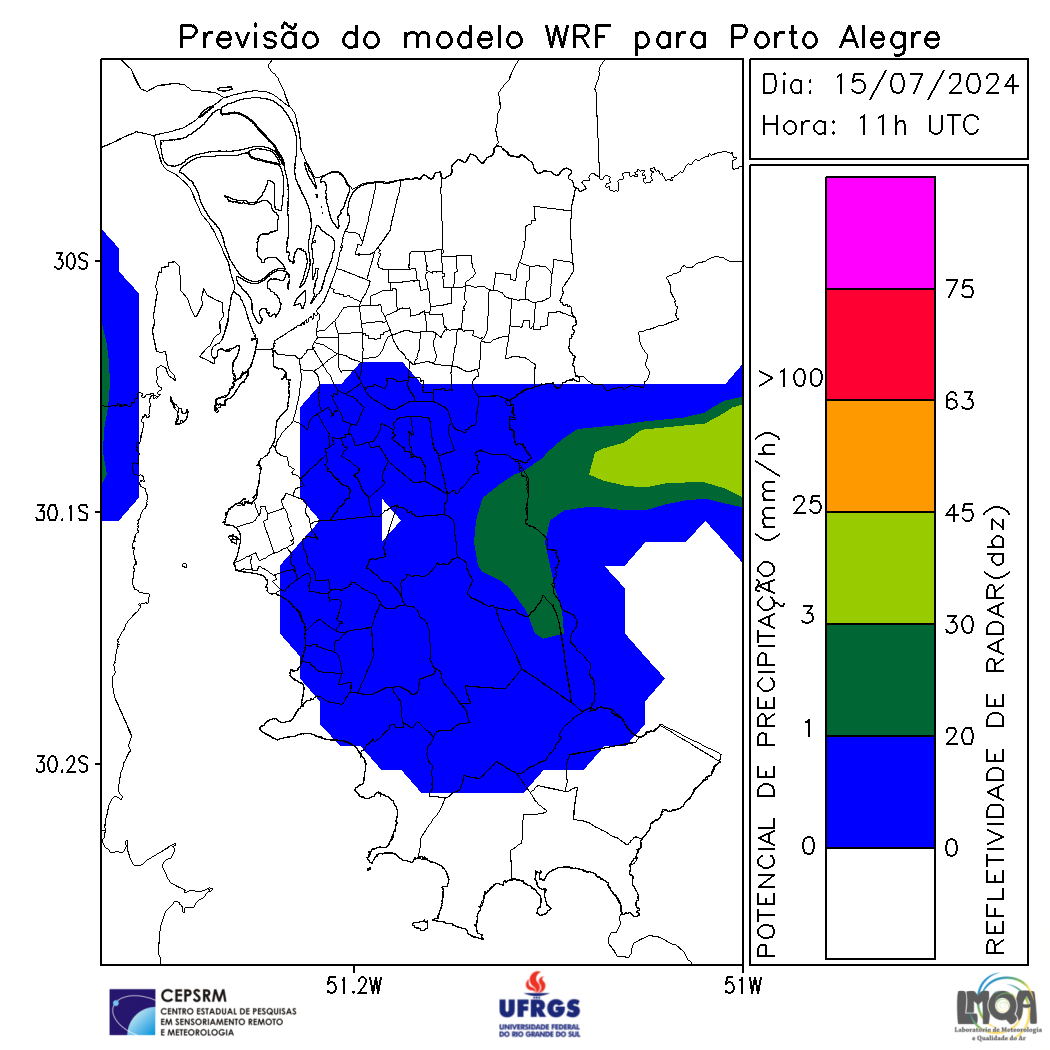 Previsão do modelo WRF para Porto Alegre
Dia: 15/07/2024
Hora: 11h UTC
30S
30.1S
30.2S
51.2W
51W
POTENCIAL DE PRECIPITAÇÃO (mm/h)
>100
25
3
1
0
75
63
45
30
20
0
REFLETIVIDADE DE RADAR(dbz)
CEPSRM
CENTRO ESTADUAL DE PESQUISAS
EM SENSORIAMENTO REMOTO
E METEOROLOGIA
UFRGS
UNIVERSIDADE FEDERAL
DO RIO GRANDE DO SUL
LMQA
Laboratório de Meteorologia
e Qualidade do Ar